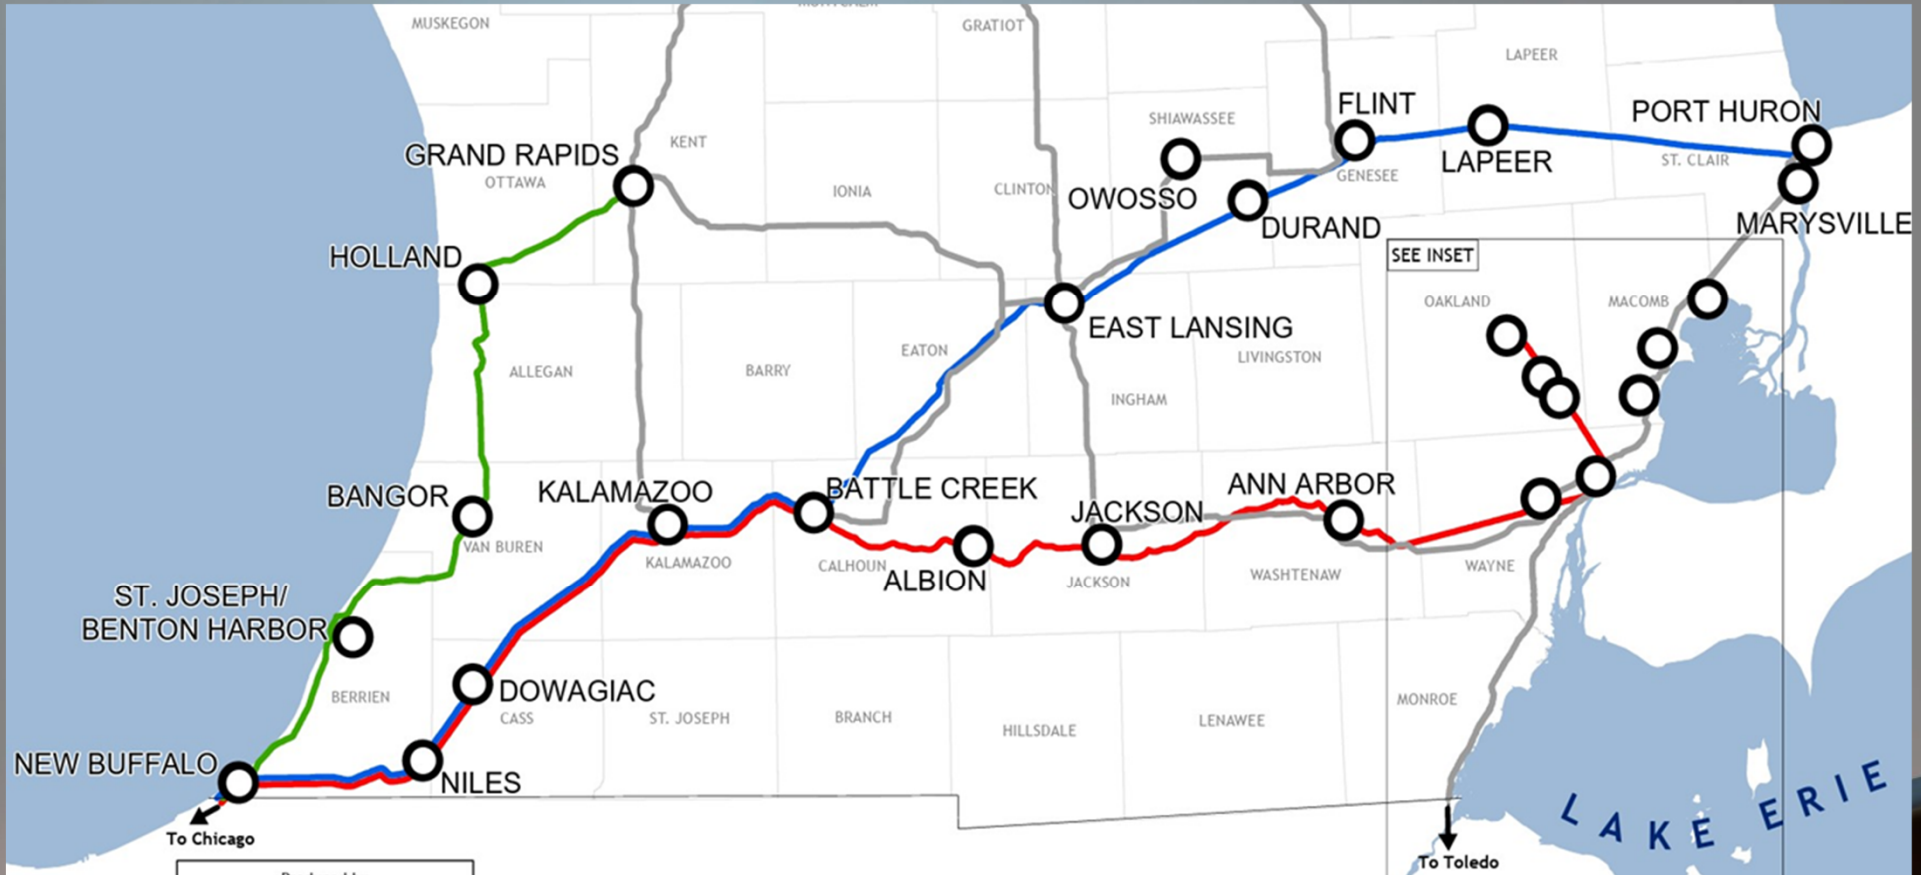 MUSKEGON
GRATIOT
LAPEER
KENT
SHIAWASSEE
FLINT
PORT HURON
GRAND RAPIDS
OTTAWA
IONIA
CLINTON
OWOSSO
DURAND
GENESEE
LAPEER
ST. CLAIR
MARYSVILLE
HOLLAND
SEE INSET
OAKLAND
MACOMB
EAST LANSING
EATON
LIVINGSTON
ALLEGAN
BARRY
INGHAM
BANGOR
KALAMAZOO
BATTLE CREEK
JACKSON
ANN ARBOR
VAN BUREN
KALAMAZOO
CALHOUN
ALBION
JACKSON
WASHTENAW
WAYNE
ST. JOSEPH/
BENTON HARBOR
BERRIEN
DOWAGIAC
CASS
ST. JOSEPH
BRANCH
HILLSDALE
LENAWEE
MONROE
NEW BUFFALO
NILES
To Chicago
LAKE ERIE
To Toledo